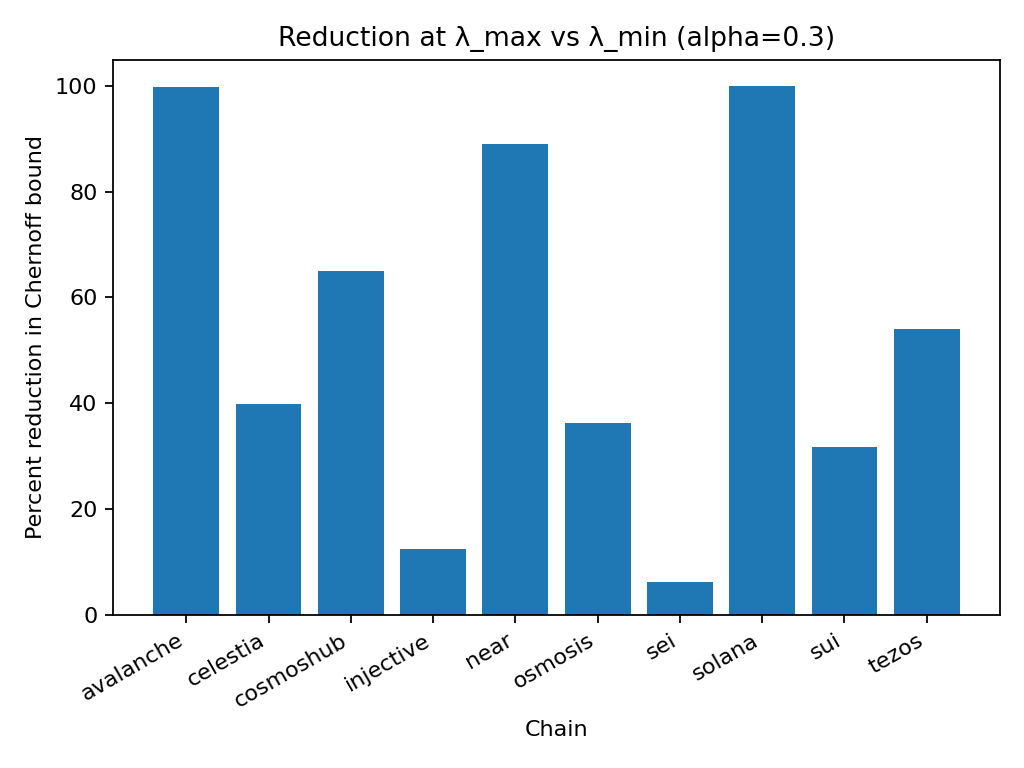 Reduction at λ_max vs λ_min (alpha=0.3)
Percent reduction in Chernoff bound
100
80
60
40
20
0
avalanche
celestia
cosmoshub
injective
near
osmosis
sei
solana
sui
tezos
Chain